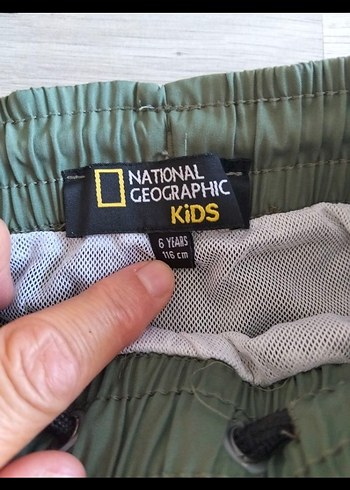 NATIONAL
GEOGRAPHIC
KiDS
6 YEARS
116 cm